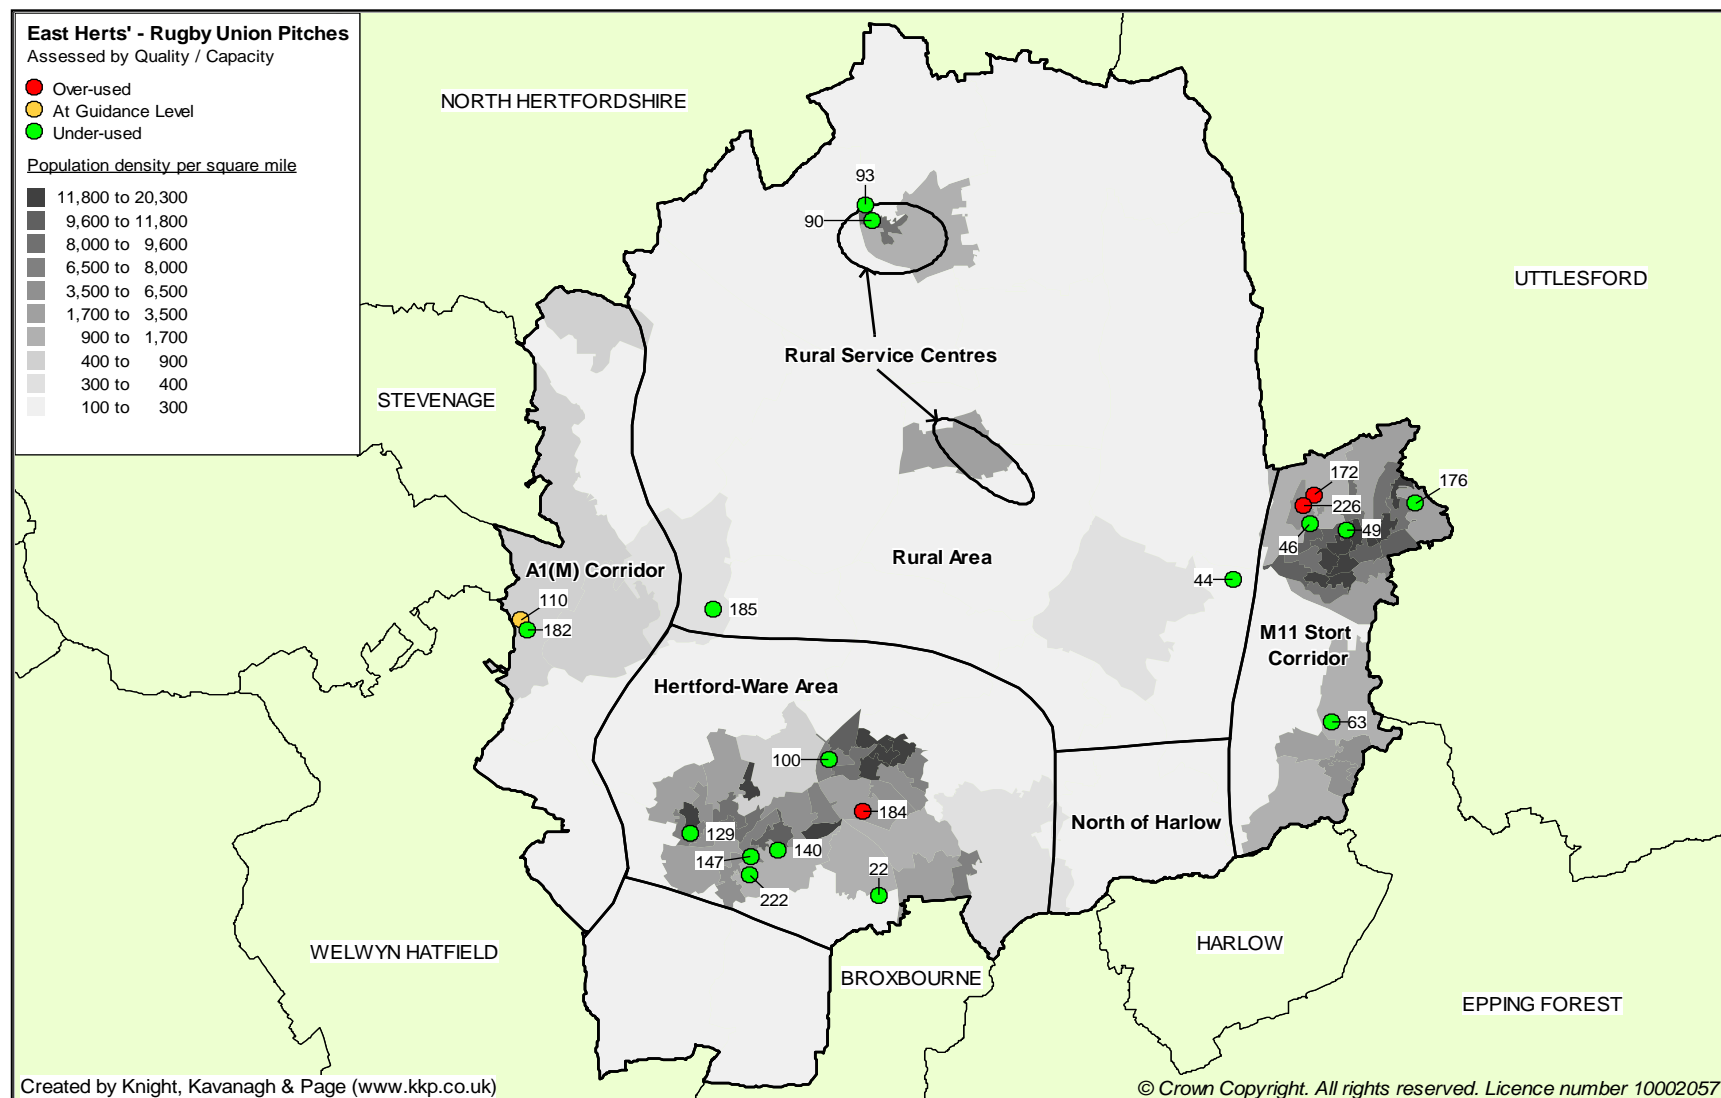 East Herts' - Rugby Union Pitches
Assessed by Quality / Capacity
Over-used
At Guidance Level
Under-used
Population density per square mile
11,800 to 20,300
9,600 to 11,800
8,000 to 9,600
6,500 to 8,000
3,500 to 6,500
1,700 to 3,500
900 to 1,700
400 to 900
300 to 400
100 to 300
NORTH HERTFORDSHIRE
93
90
UTTLESFORD
Rural Service Centres
STEVENAGE
172
176
226
49
46
Rural Area
A1(M) Corridor
44
110
185
182
M11 Stort
Corridor
Hertford-Ware Area
63
100
184
North of Harlow
129
140
147
22
222
WELWYN HATFIELD
HARLOW
BROXBOURNE
EPPING FOREST
Created by Knight, Kavanagh & Page (www.kkp.co.uk)
© Crown Copyright. All rights reserved. Licence number 10002057